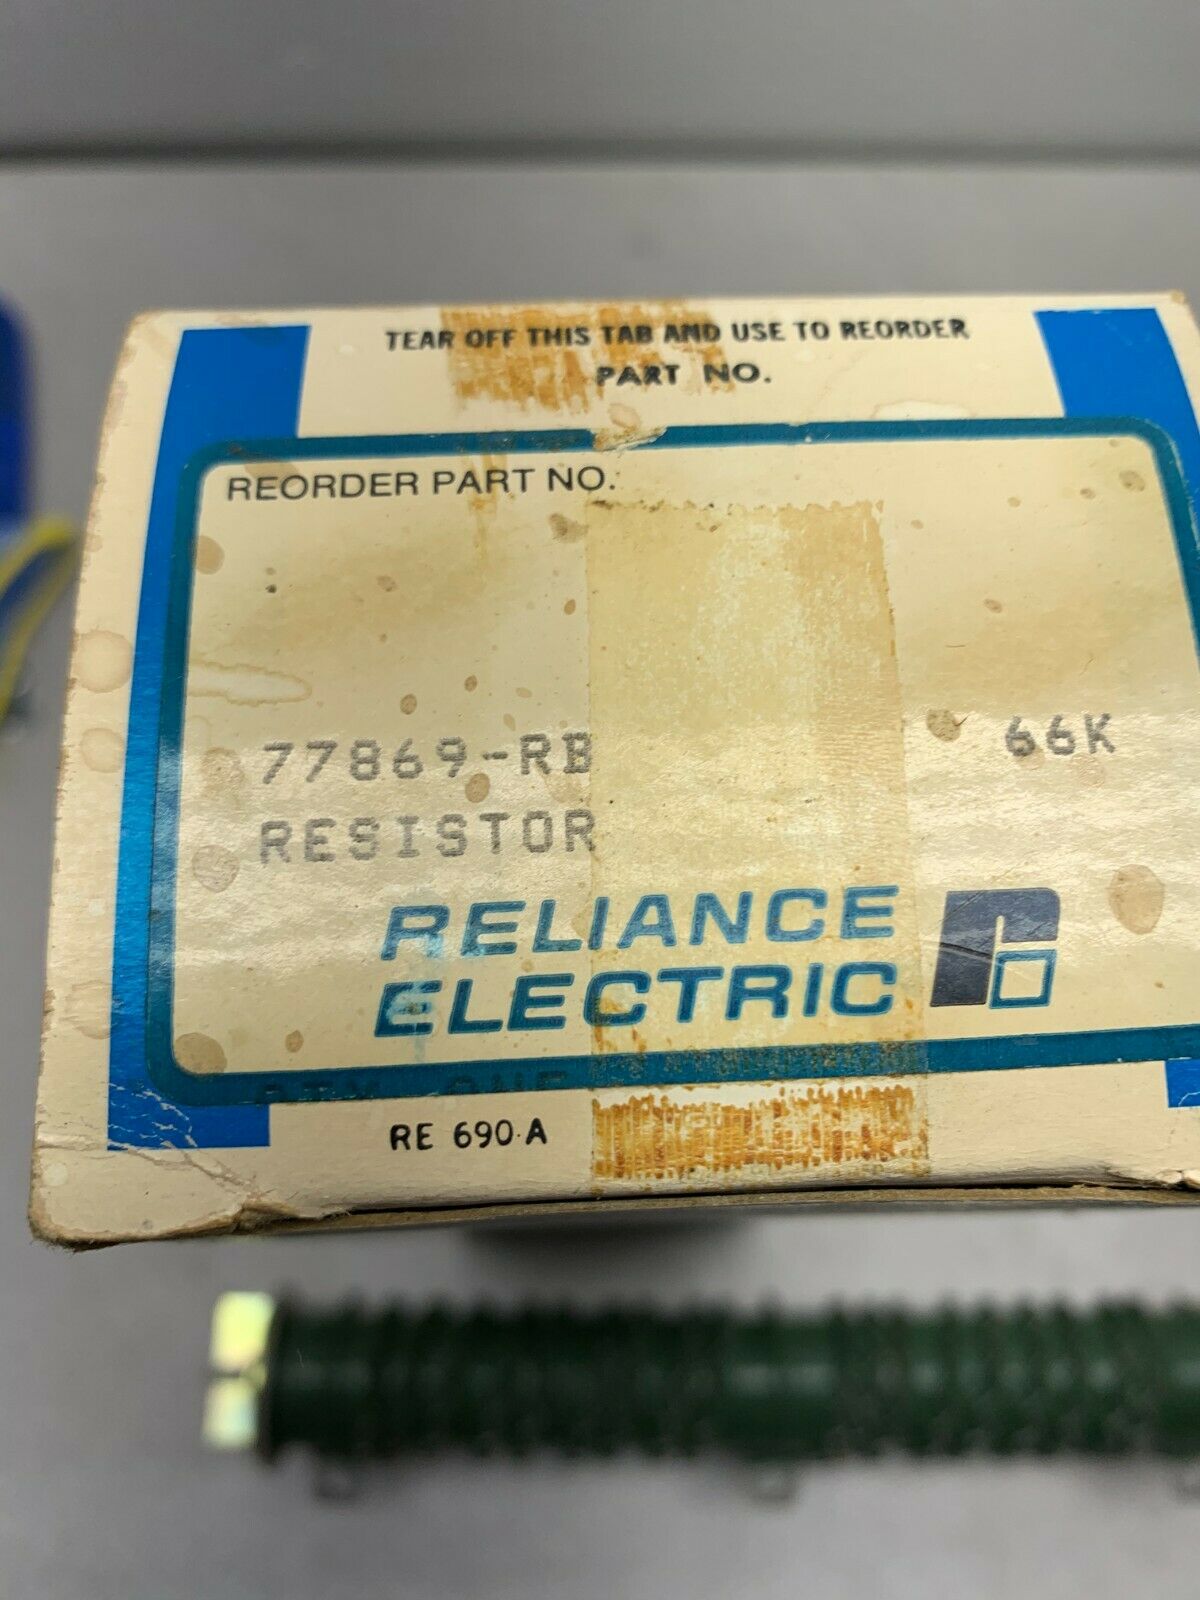 TEAR OFF THIS TAB AND USE TO REORDER
PART NO.
REORDER PART NO.
77869-RB 66K
RESISTOR
RELIANCE
ELECTRIC
RE 690-A